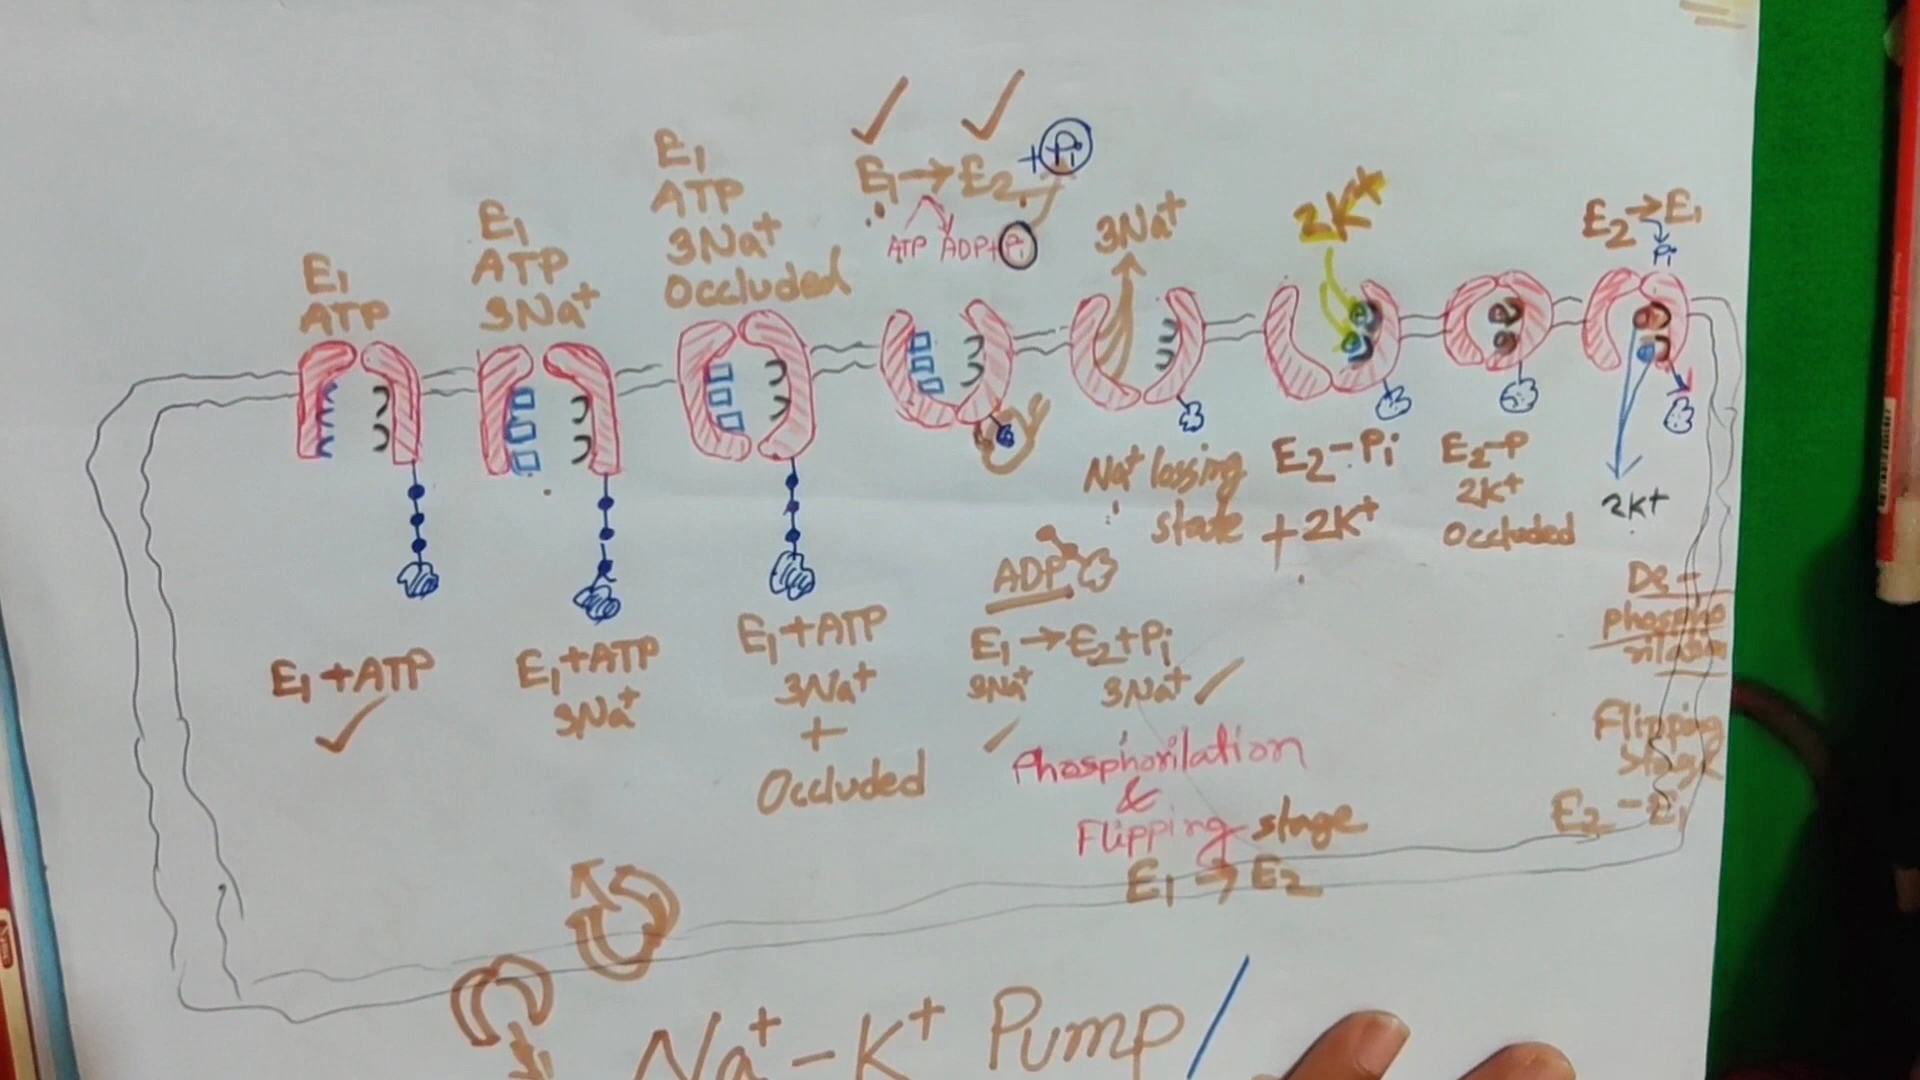 E1
ATP
E1
ATP
3Na+
E1
ATP
3Na+
Occluded
E1→E2 +Pi
ATP ADP+Pi
3Na+
2K+
E2→E1
Pi
Na+ lossing
state
E2-Pi
+2K+
E2-P
2K+
Occluded
2K+
De-
phospho
rilation
Flipping
Stage
E2-E1
E1+ATP
E1+ATP
3Na+
E1+ATP
3Na+
+
Occluded
ADP
E1→E2+Pi
3Na+ 3Na+
Phosphorilation
&
Flipping stage
E1→E2
Na+-K+ Pump/